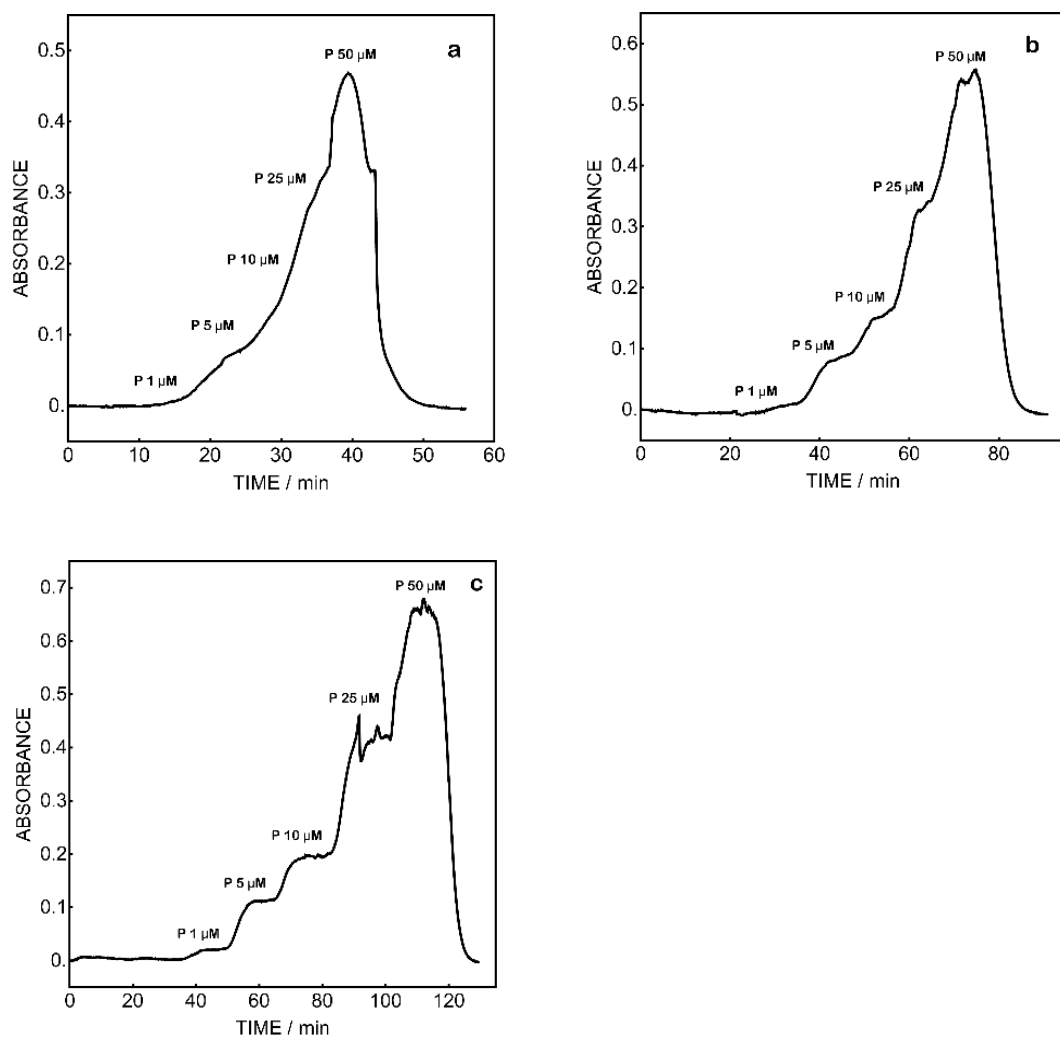 a
P 50 µM
P 25 µM
P 10 µM
P 5 µM
P 1 µM
0.5
0.4
0.3
0.2
0.1
0.
ABSORBANCE
0 10 20 30 40 50 60
TIME / min
b
P 50 µM
P 25 µM
P 10 µM
P 5 µM
P 1 µM
0.6
0.5
0.4
0.3
0.2
0.1
0.
ABSORBANCE
0 20 40 60 80
TIME / min
c
P 50 µM
P 25 µM
P 10 µM
P 5 µM
P 1 µM
0.7
0.6
0.5
0.4
0.3
0.2
0.1
0.
ABSORBANCE
0 20 40 60 80 100 120
TIME / min